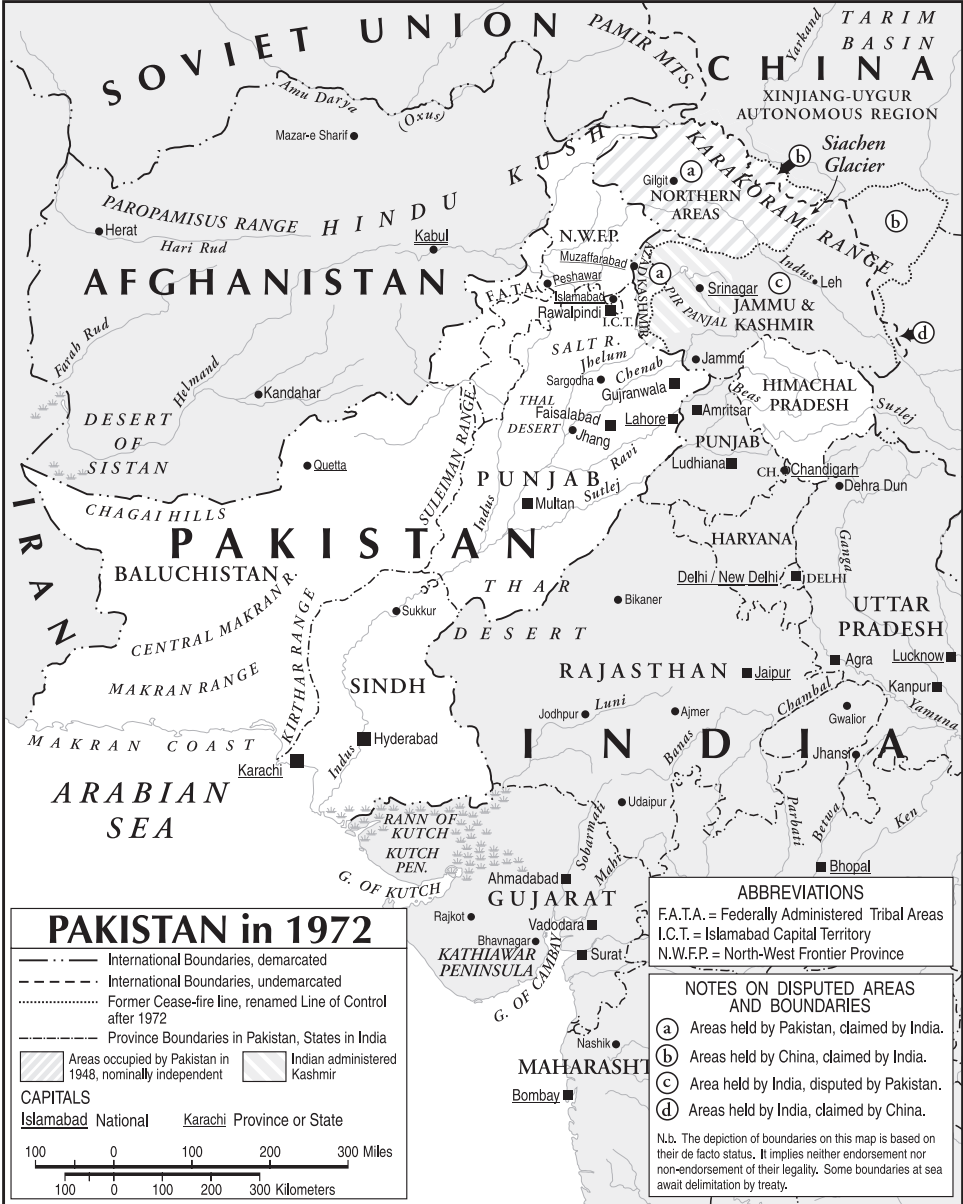 SOVIET UNION
PAMIR MTS.
Yarkand
TARIM
BASIN
CHINA
XINJIANG-UYGUR
AUTONOMOUS REGION
Amu Darya
(Oxus)
Mazar-e Sharif
HINDU KUSH
KARAKORAM RANGE
b
Siachen
Glacier
Gilgit
a
NORTHERN
AREAS
b
PAROPAMISUS RANGE
Herat
Hari Rud
Kabul
N.W.F.P.
Muzaffarabad
a
AZAD KASHMIR
Indus
Leh
c
Srinagar
JAMMU &
KASHMIR
PIR PANJAL
d
AFGHANISTAN
F.A.T.A.
Peshawar
Islamabad
Rawalpindi
I.C.T.
Farah Rud
Helmand
SALT R.
Jhelum
Chenab
Jammu
Sargodha
Gujranwala
Kandahar
THAL
DESERT
Faisalabad
Jhang
Lahore
Amritsar
Beas
HIMACHAL
PRADESH
Sutlej
DESERT
OF
SISTAN
Quetta
SULEIMAN RANGE
Indus
PUNJAB
Ravi
Sutlej
Multan
PUNJAB
Ludhiana
CH.
Chandigarh
Dehra Dun
IRAN
CHAGAI HILLS
PAKISTAN
BALUCHISTAN
HARYANA
Ganga
Delhi / New Delhi
DELHI
THAR
DESERT
Bikaner
Sukkur
UTTAR
PRADESH
CENTRAL MAKRAN R.
KIRTHAR RANGE
MAKRAN RANGE
SINDH
RAJASTHAN
Jaipur
Agra
Lucknow
Kanpur
Chambal
Yamuna
Gwalior
Jodhpur
Luni
Ajmer
MAKRAN COAST
Hyderabad
Indus
Karachi
Banas
INDIA
Jhansi
ARABIAN
SEA
RANN OF
KUTCH
KUTCH
PEN.
G. OF KUTCH
Udaipur
Sobarmati
Mahr
Parbati
Betwa
Ken
Bhopal
Ahmadabad
GUJARAT
Rajkot
Vadodara
Bhavnagar
KATHIAWAR
PENINSULA
G. OF CAMBAY
Surat
Nashik
MAHARASHT
Bombay
PAKISTAN in 1972
International Boundaries, demarcated
International Boundaries, undemarcated
Former Cease-fire line, renamed Line of Control
after 1972
Province Boundaries in Pakistan, States in India
Areas occupied by Pakistan in
1948, nominally independent
Indian administered
Kashmir
CAPITALS
Islamabad National
Karachi Province or State
100 0 100 200 300 Miles
100 0 100 200 300 Kilometers
ABBREVIATIONS
F.A.T.A. = Federally Administered Tribal Areas
I.C.T. = Islamabad Capital Territory
N.W.F.P. = North-West Frontier Province
NOTES ON DISPUTED AREAS
AND BOUNDARIES
a Areas held by Pakistan, claimed by India.
b Areas held by China, claimed by India.
c Area held by India, disputed by Pakistan.
d Areas held by India, claimed by China.
N.b. The depiction of boundaries on this map is based on
their de facto status. It implies neither endorsement nor
non-endorsement of their legality. Some boundaries at sea
await delimitation by treaty.